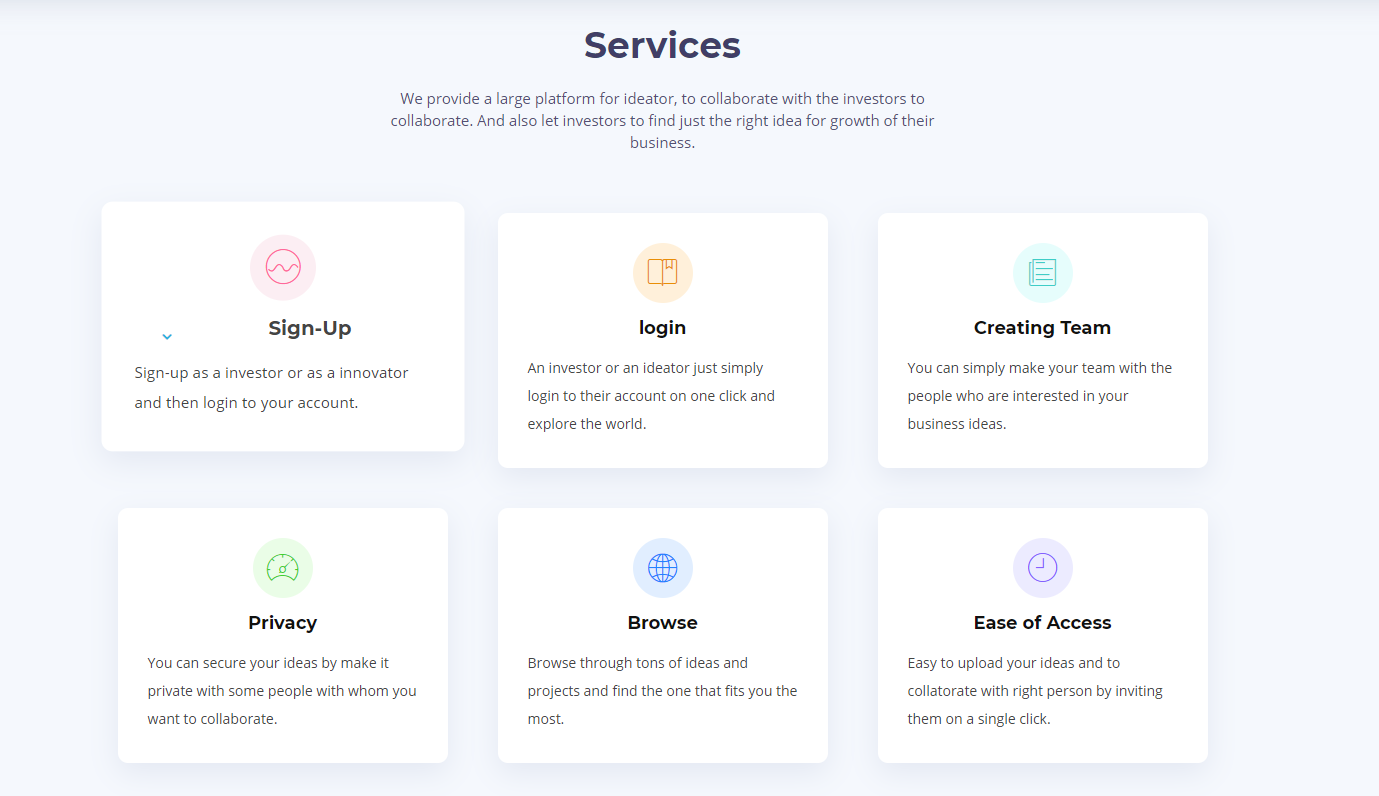 Services
We provide a large platform for ideator, to collaborate with the investors to
collaborate. And also let investors to find just the right idea for growth of their
business.
Sign-Up
Sign-up as a investor or as a innovator
and then login to your account.
login
An investor or an ideator just simply
login to their account on one click and
explore the world.
Creating Team
You can simply make your team with the
people who are interested in your
business ideas.
Privacy
You can secure your ideas by make it
private with some people with whom you
want to collaborate.
Browse
Browse through tons of ideas and
projects and find the one that fits you the
most.
Ease of Access
Easy to upload your ideas and to
collatorate with right person by inviting
them on a single click.